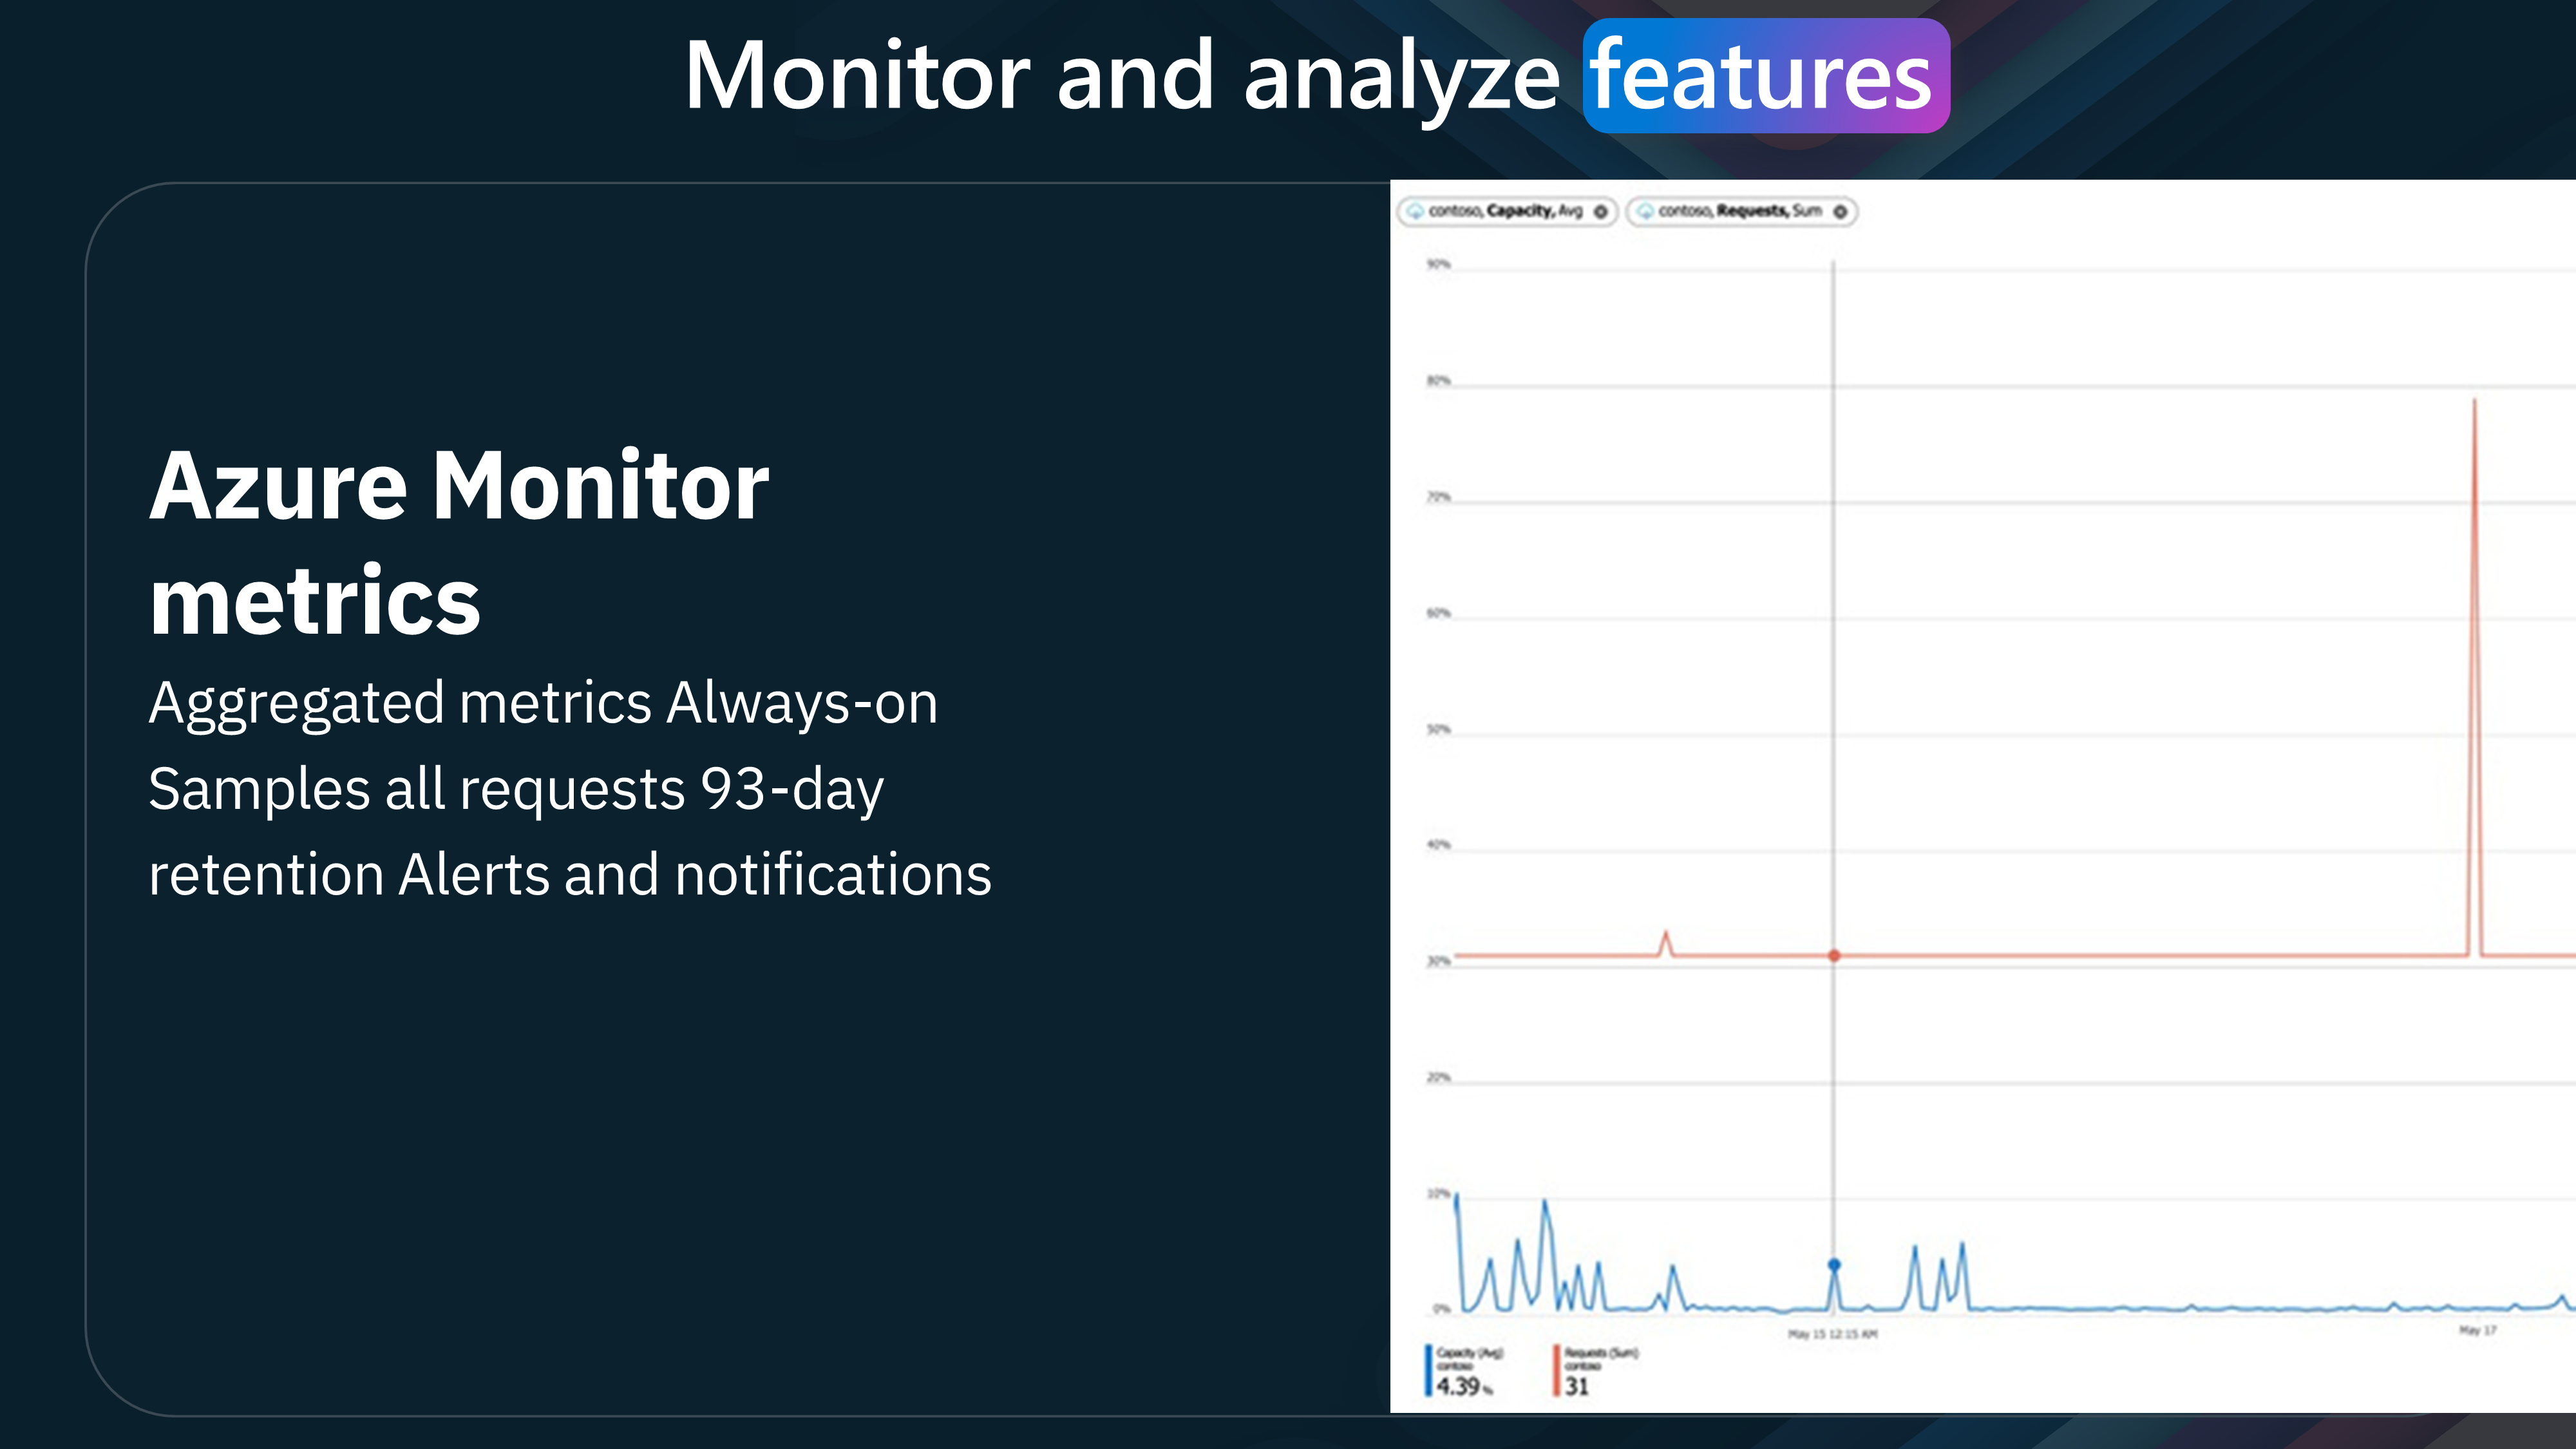 Monitor and analyze features
Azure Monitor
metrics
Aggregated metrics Always-on
Samples all requests 93-day
retention Alerts and notifications
contoso, Capacity, Avg
contoso, Requests, Sum
90%
80%
70%
60%
50%
40%
30%
20%
10%
0%
May 15 12:15 AM
May 17
Capacity (Avg)
contoso
4.39 %
Requests (Sum)
contoso
31